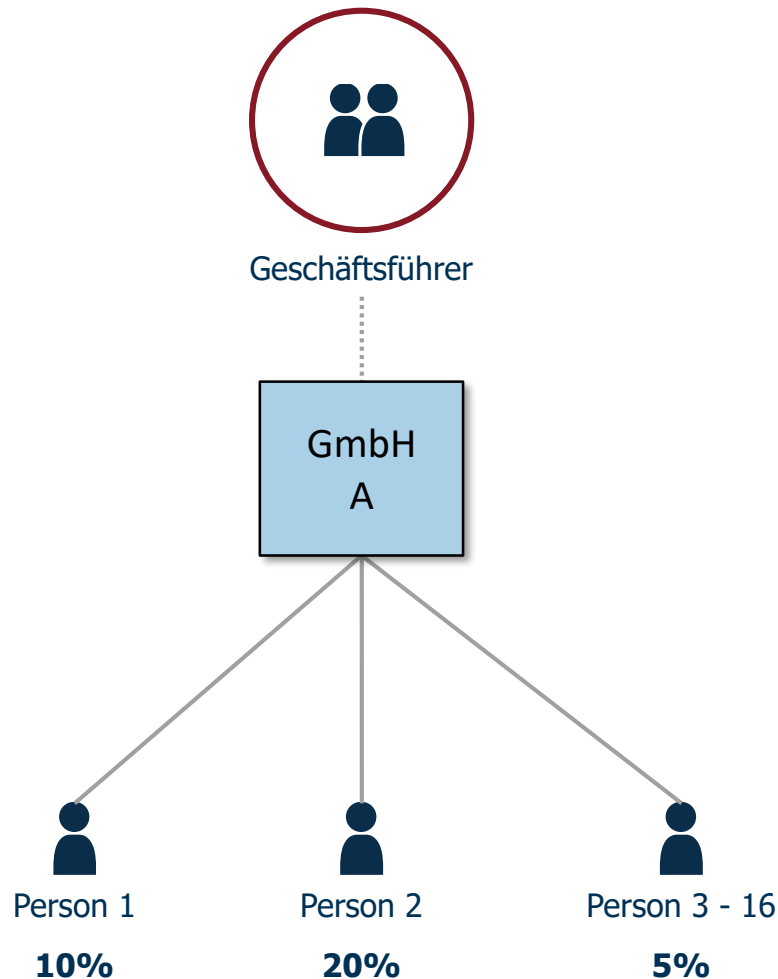 Geschäftsführer
GmbH
A
Person 1
Person 2
Person 3 - 16
10%
20%
5%